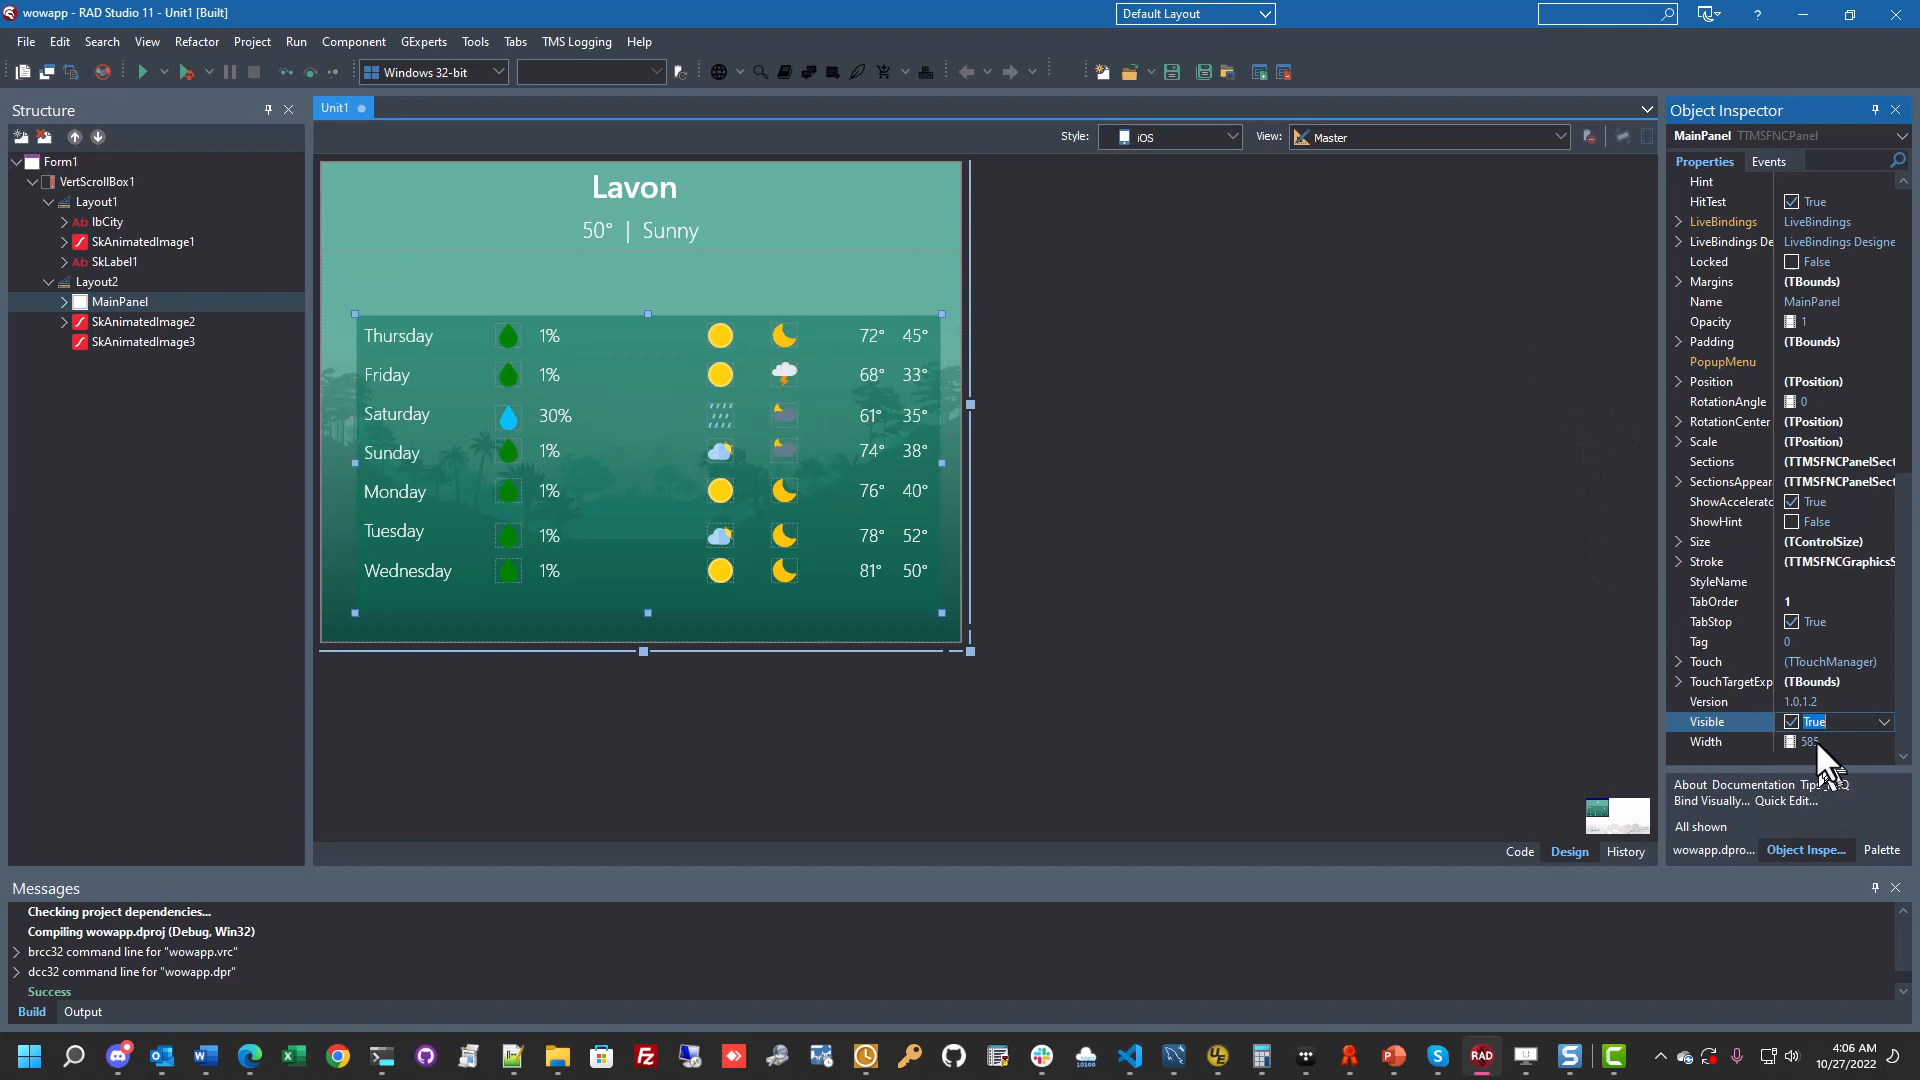 wowapp - RAD Studio 11 - Unit1 [Built]
Default Layout
?
File Edit Search View Refactor Project Run Component GExperts Tools Tabs TMS Logging Help
Windows 32-bit
Structure
Form1
VertScrollBox1
Layout1
lbCity
SkAnimatedImage1
SkLabel1
Layout2
MainPanel
SkAnimatedImage2
SkAnimatedImage3
Unit1
Style: iOS View: Master
Lavon
50° | Sunny
Thursday 1% 72° 45°
Friday 1% 68° 33°
Saturday 30% 61° 35°
Sunday 1% 74° 38°
Monday 1% 76° 40°
Tuesday 1% 78° 52°
Wednesday 1% 81° 50°
Code Design History
Object Inspector
MainPanel TTMSFNCPanel
Properties Events
Hint
HitTest True
LiveBindings LiveBindings
LiveBindings De LiveBindings Designe
Locked False
Margins (TBounds)
Name MainPanel
Opacity 1
Padding (TBounds)
PopupMenu
Position (TPosition)
RotationAngle 0
RotationCenter (TPosition)
Scale (TPosition)
Sections (TTMSFNCPanelSect
SectionsAppear (TTMSFNCPanelSect
ShowAccelerato True
ShowHint False
Size (TControlSize)
Stroke (TTMSFNCGraphicsS
StyleName
TabOrder 1
TabStop True
Tag 0
Touch (TTouchManager)
TouchTargetExp (TBounds)
Version 1.0.1.2
Visible True
Width 585
About Documentation Tips
Bind Visually... Quick Edit...
All shown
wowapp.dpro... Object Inspe... Palette
Messages
Checking project dependencies...
Compiling wowapp.dproj (Debug, Win32)
brcc32 command line for "wowapp.vrc"
dcc32 command line for "wowapp.dpr"
Success
Build Output
4:06 AM
10/27/2022